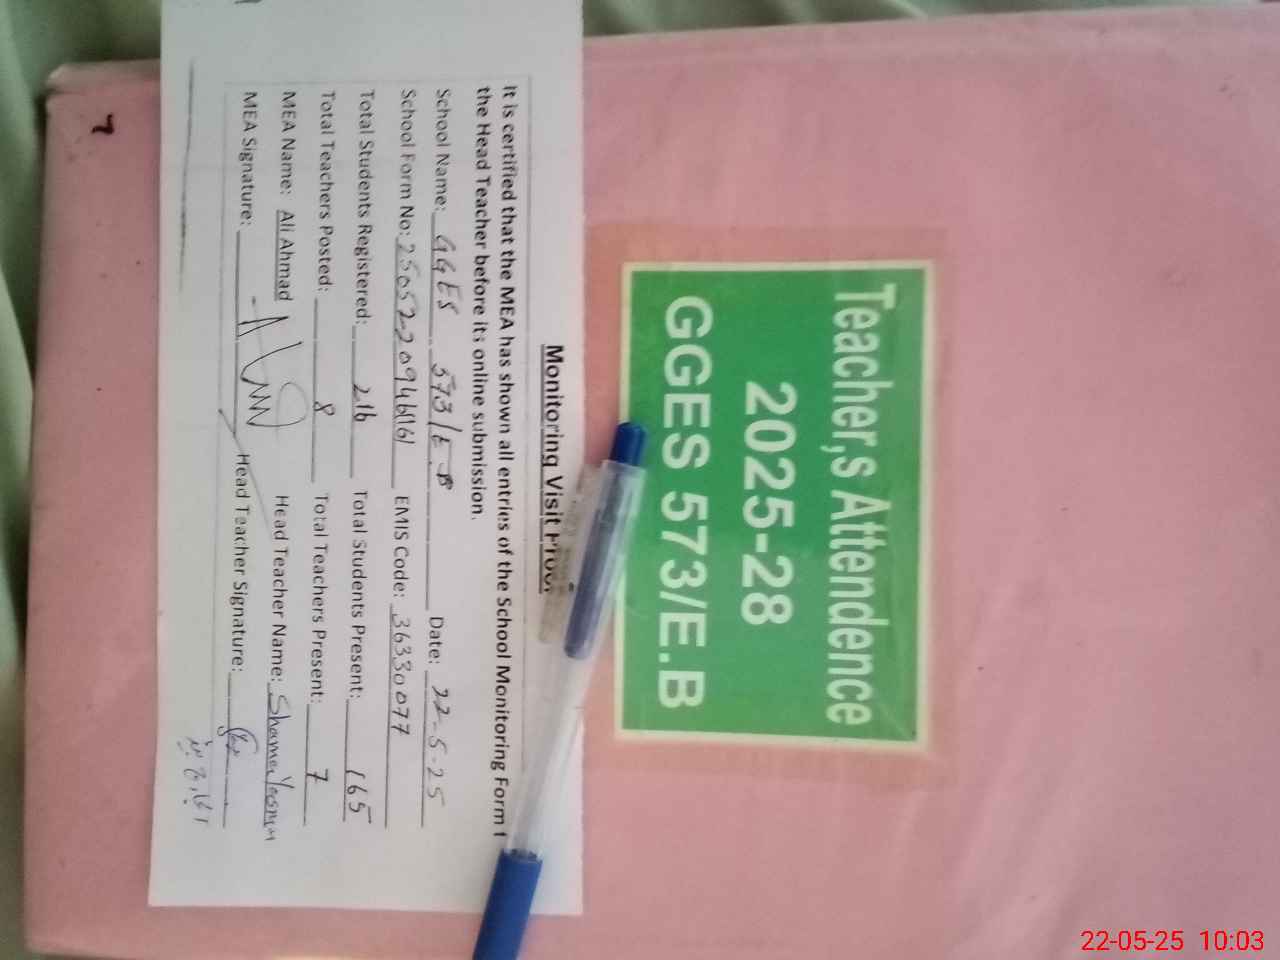 Teacher,s Attendence
2025-28
GGES 573/E.B
Monitoring Visit
It is certified that the MEA has shown all entries of the School Monitoring Form t
the Head Teacher before its online submission.
School Name: GGES 573/E.B Date: 22-5-25
School Form No: EMIS Code: 36330077
Total Students Registered: 216 Total Students Present: 165
Total Teachers Posted: 8 Total Teachers Present: 7
MEA Name: Ali Ahmad Head Teacher Name:
MEA Signature: Head Teacher Signature:
7
22-05-25 10:03